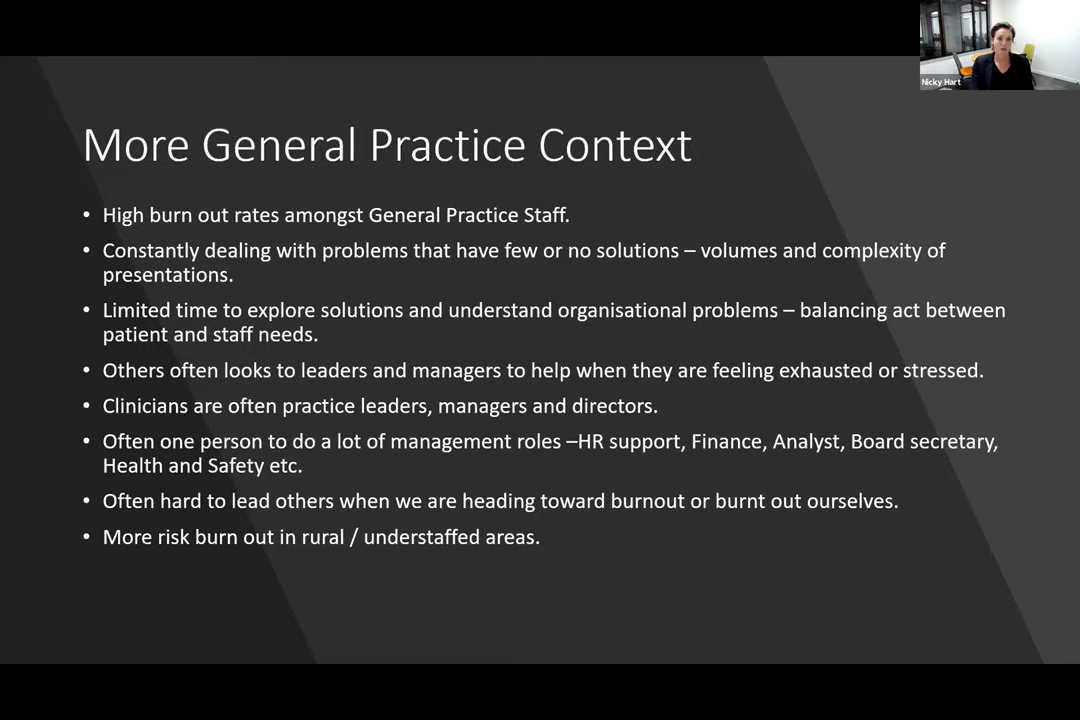 Nicky Hart
More General Practice Context
• High burn out rates amongst General Practice Staff.
• Constantly dealing with problems that have few or no solutions – volumes and complexity of
presentations.
• Limited time to explore solutions and understand organisational problems – balancing act between
patient and staff needs.
• Others often looks to leaders and managers to help when they are feeling exhausted or stressed.
• Clinicians are often practice leaders, managers and directors.
• Often one person to do a lot of management roles –HR support, Finance, Analyst, Board secretary,
Health and Safety etc.
• Often hard to lead others when we are heading toward burnout or burnt out ourselves.
• More risk burn out in rural / understaffed areas.